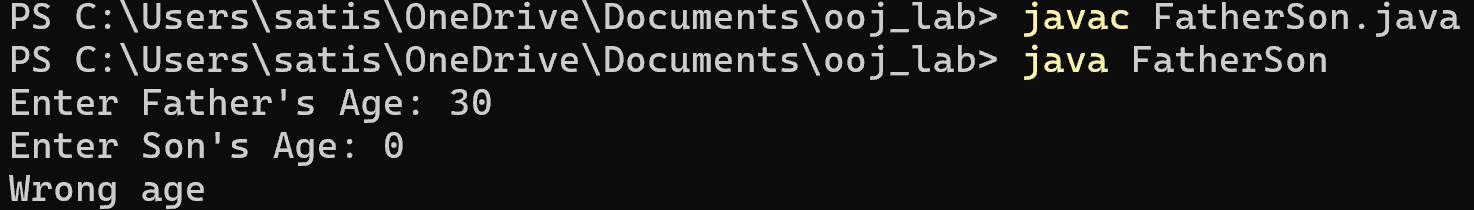 PS C:\Users\satis\OneDrive\Documents\ooj_lab> javac FatherSon.java
PS C:\Users\satis\OneDrive\Documents\ooj_lab> java FatherSon
Enter Father's Age: 30
Enter Son's Age: 0
Wrong age